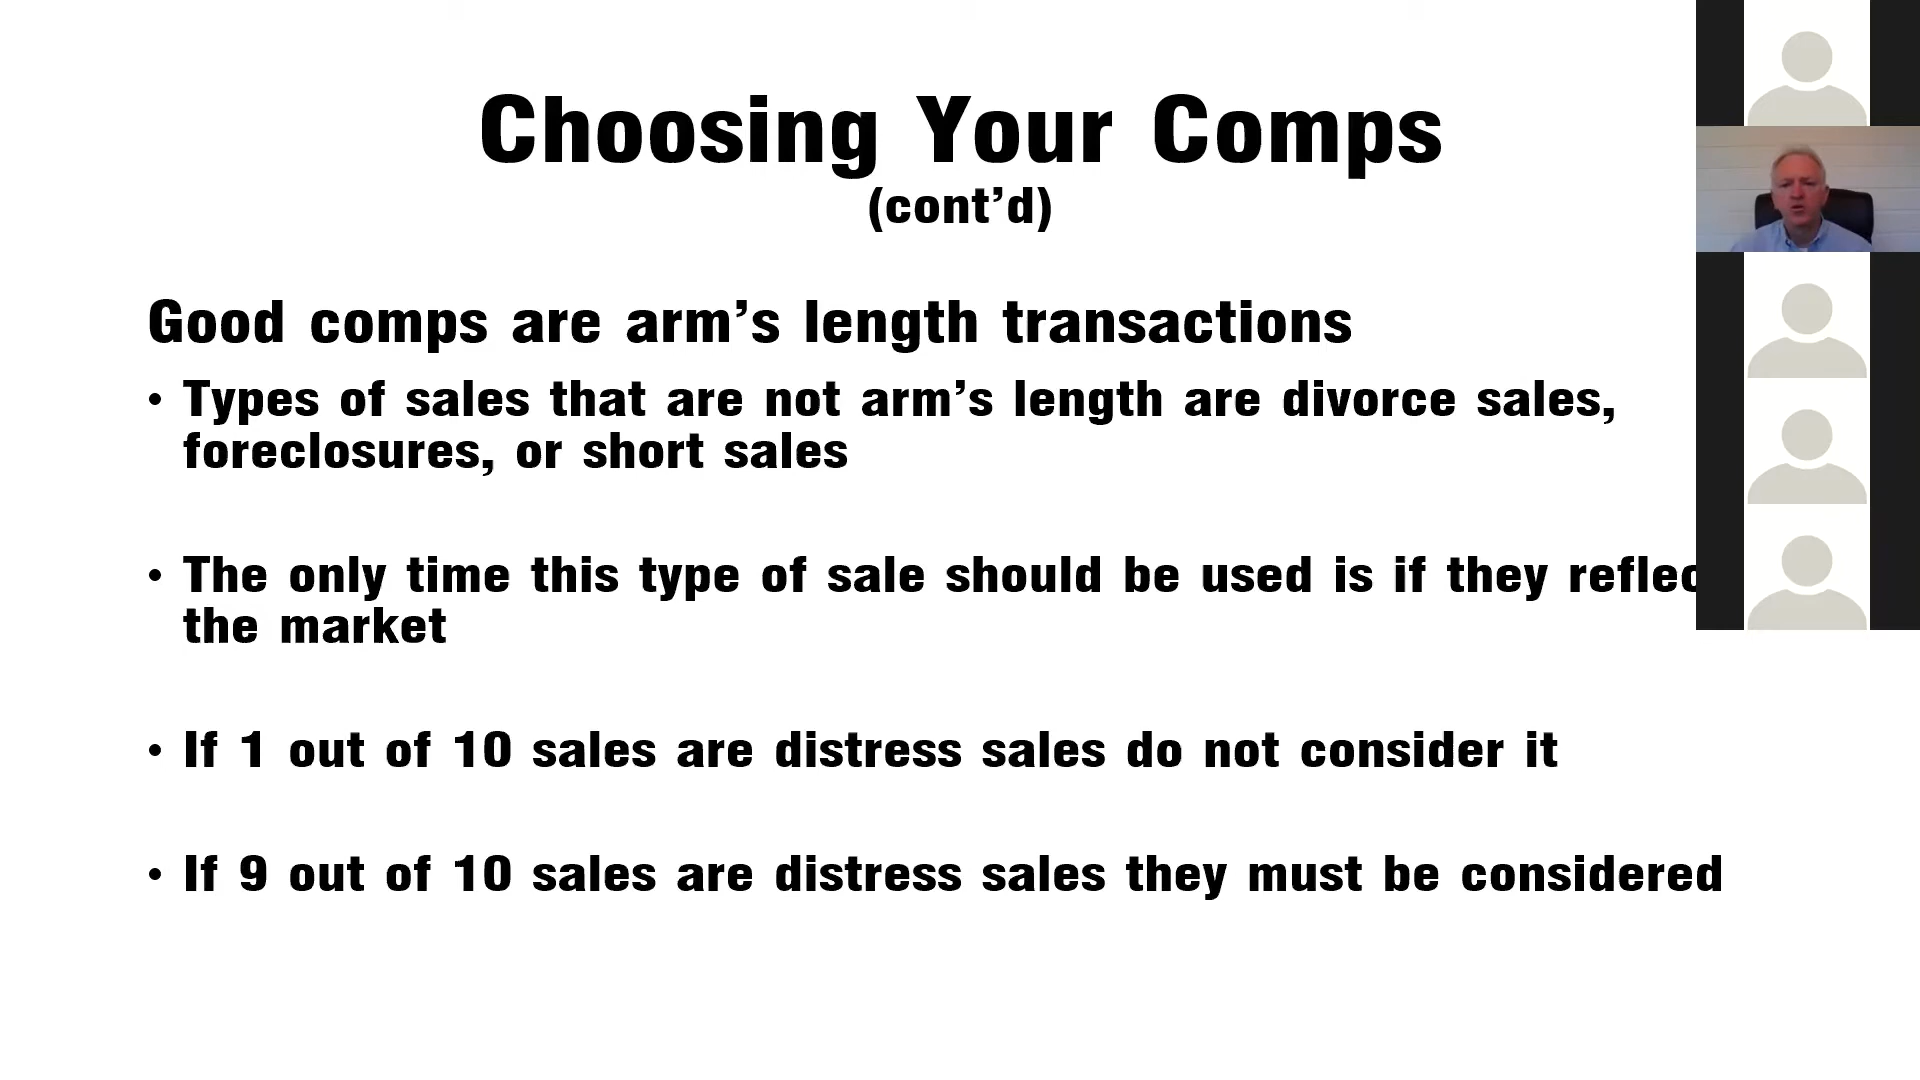 Choosing Your Comps
(cont’d)
Good comps are arm’s length transactions
• Types of sales that are not arm’s length are divorce sales,
foreclosures, or short sales
• The only time this type of sale should be used is if they reflec
the market
• If 1 out of 10 sales are distress sales do not consider it
• If 9 out of 10 sales are distress sales they must be considered